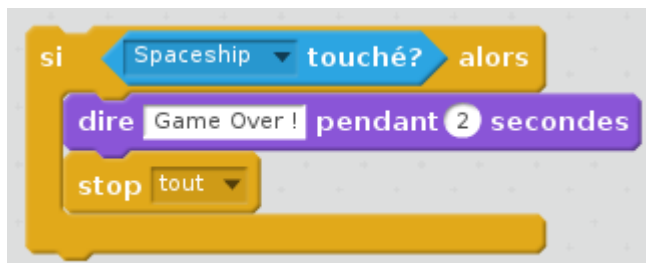 si Spaceship touché? alors
dire Game Over ! pendant 2 secondes
stop tout